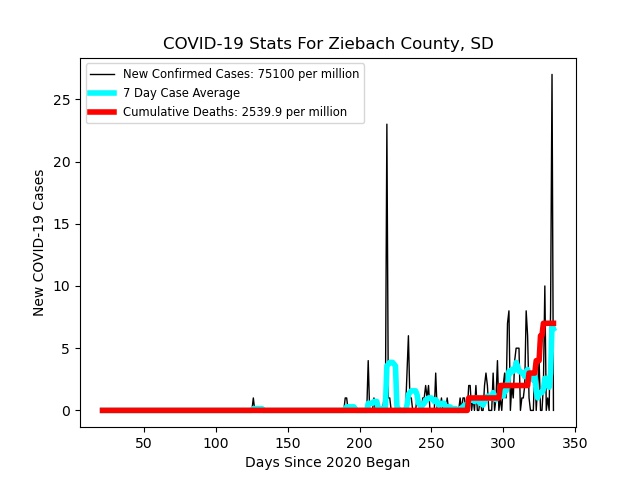 COVID-19 Stats For Ziebach County, SD
New Confirmed Cases: 75100 per million
7 Day Case Average
Cumulative Deaths: 2539.9 per million
25
20
15
10
5
0
New COVID-19 Cases
50 100 150 200 250 300 350
Days Since 2020 Began